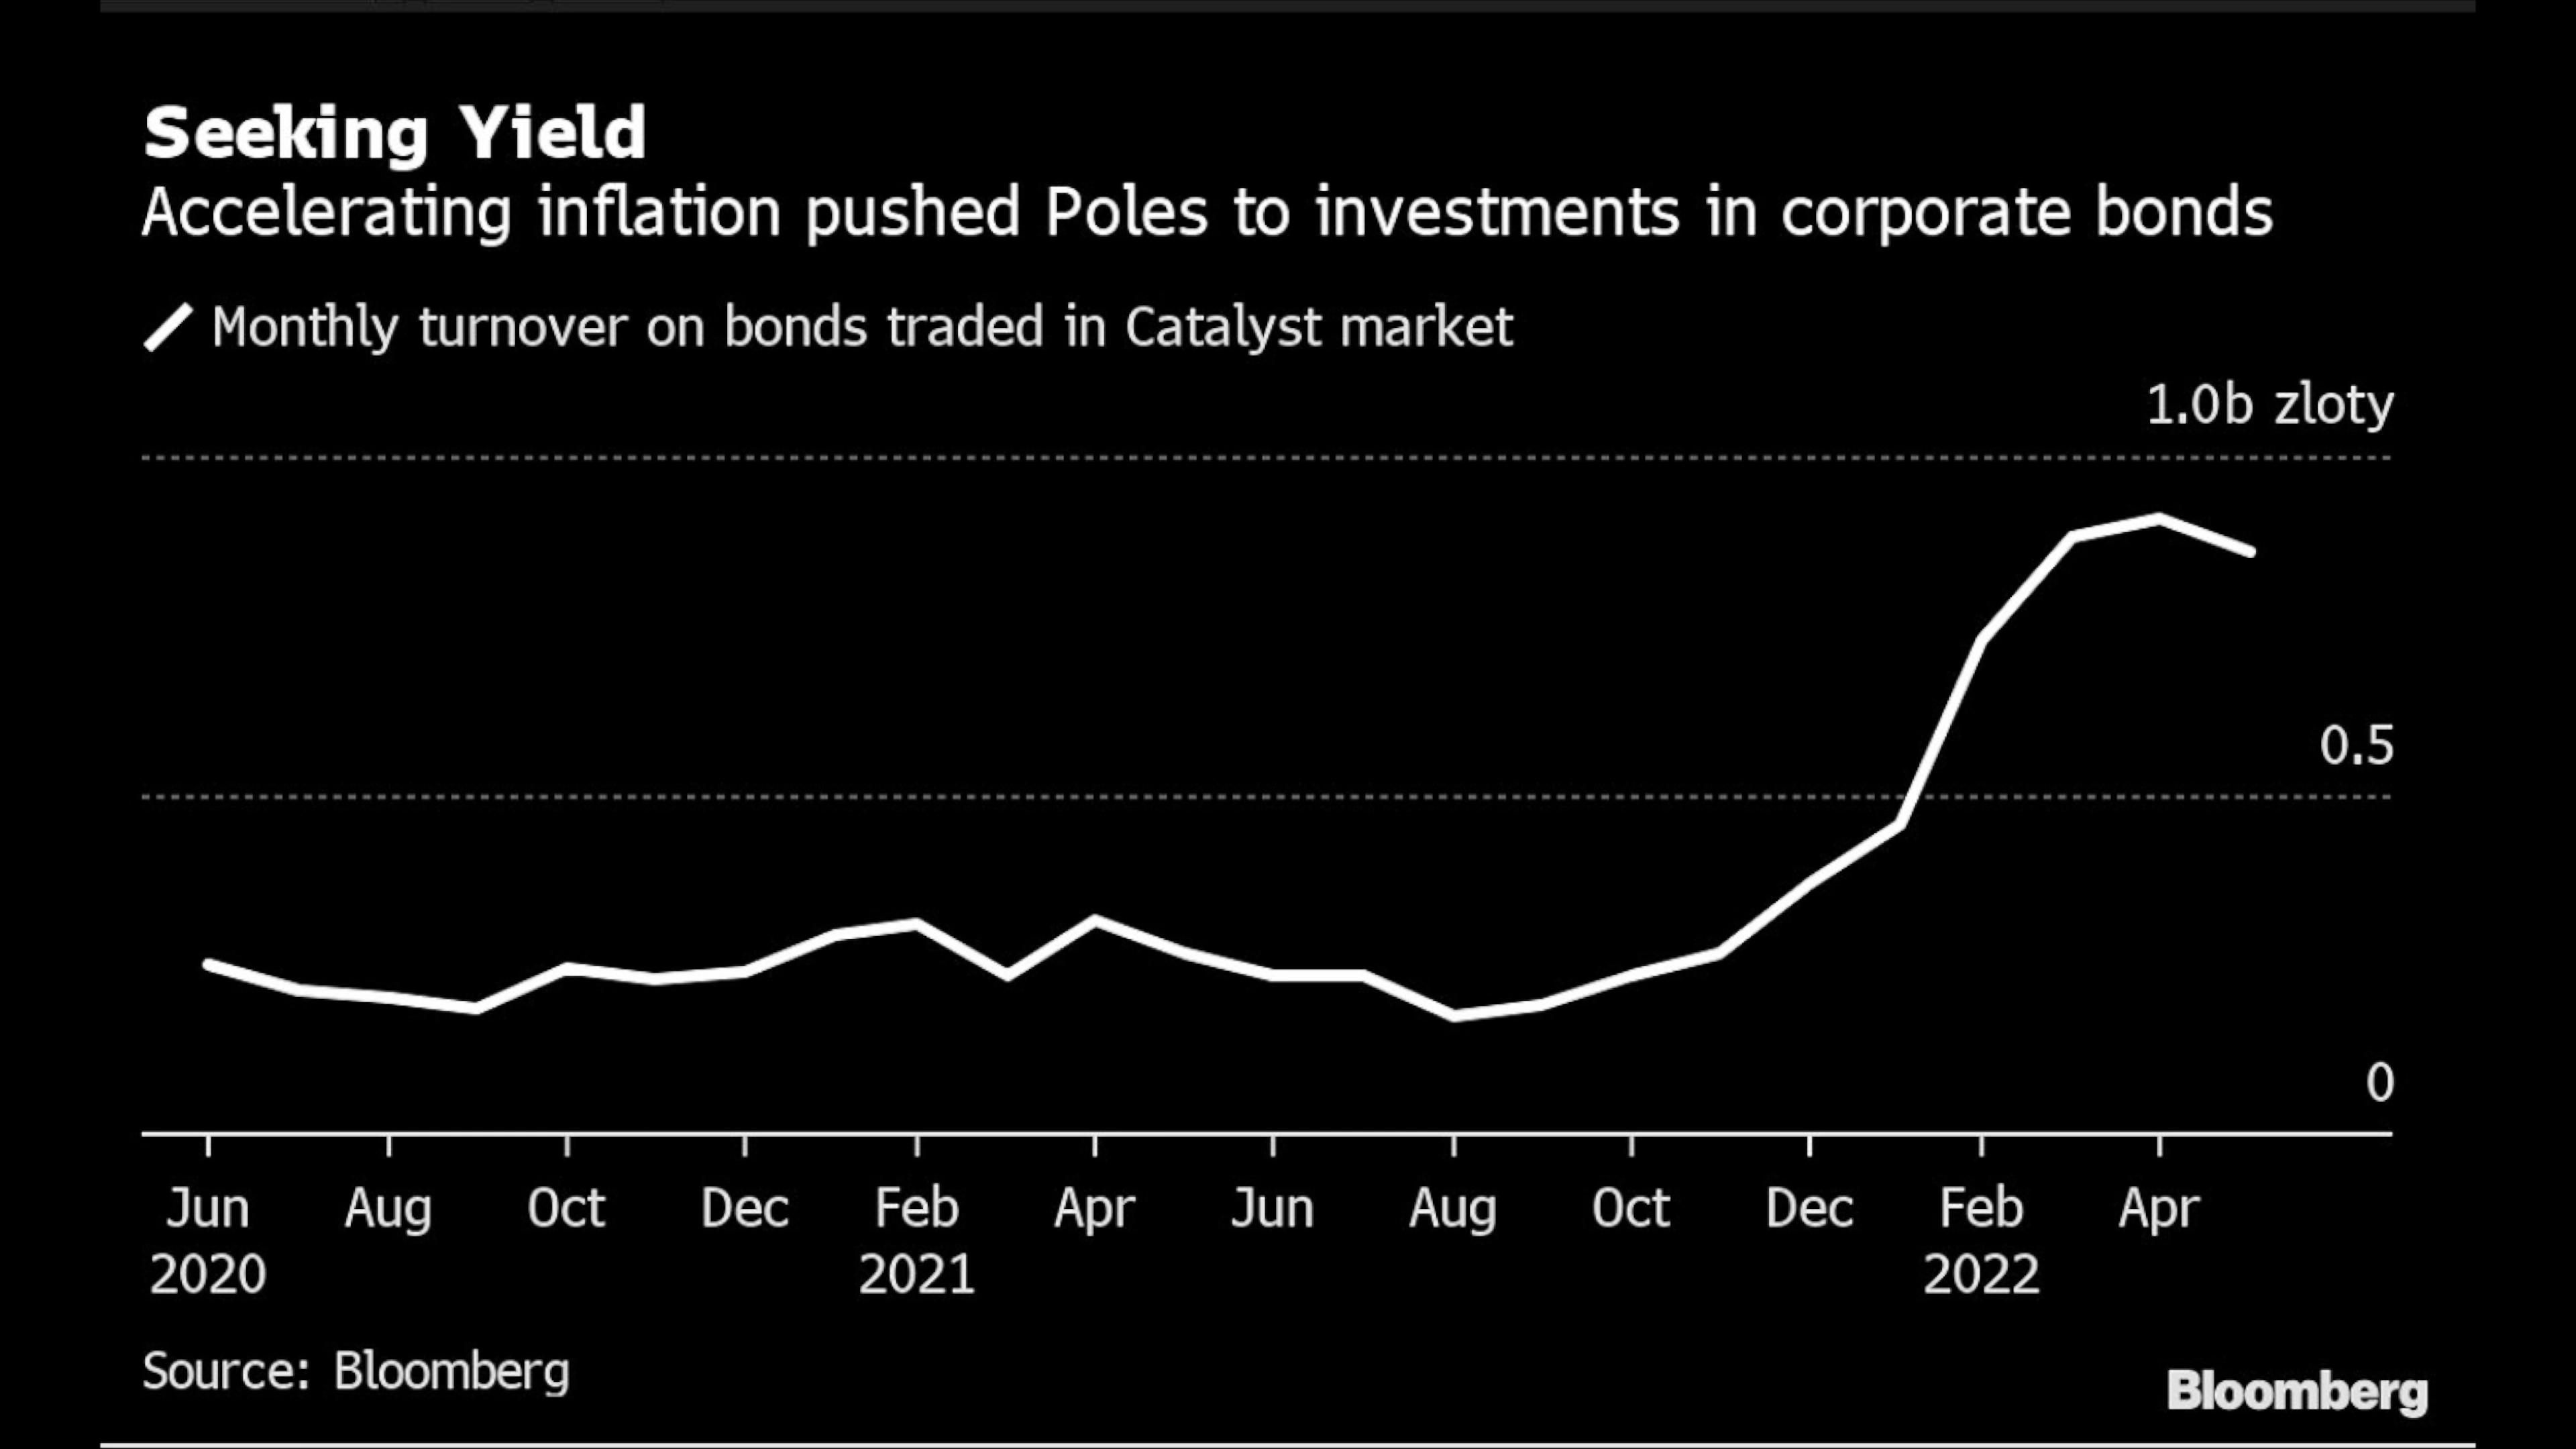 Seeking Yield
Accelerating inflation pushed Poles to investments in corporate bonds
Monthly turnover on bonds traded in Catalyst market
1.0b zloty
0.5
0
Jun Aug Oct Dec Feb Apr Jun Aug Oct Dec Feb Apr
2020 2021 2022
Source: Bloomberg
Bloomberg